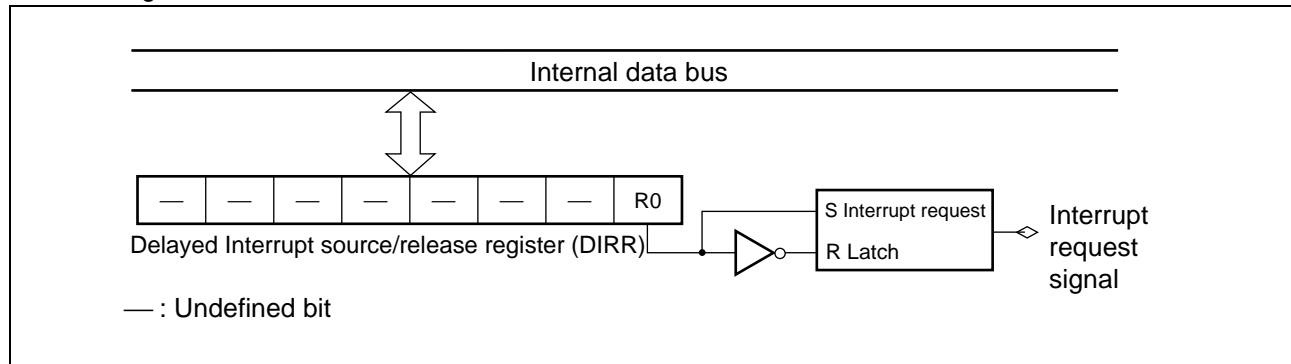 Internal data bus
— — — — — — — R0
Delayed Interrupt source/release register (DIRR)
S Interrupt request
R Latch
Interrupt
request
signal
— : Undefined bit